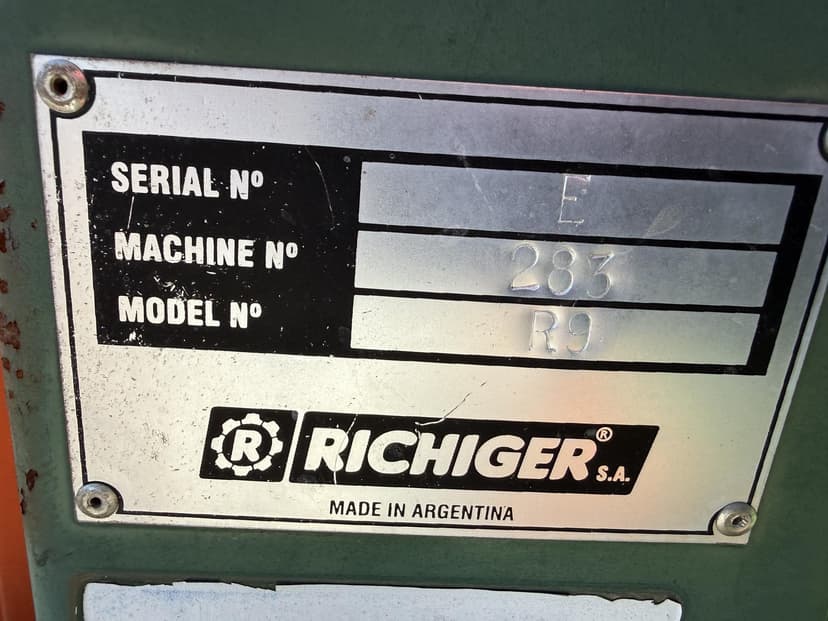 SERIAL Nº E
MACHINE Nº 283
MODEL Nº R9
R RICHIGER® S.A.
MADE IN ARGENTINA